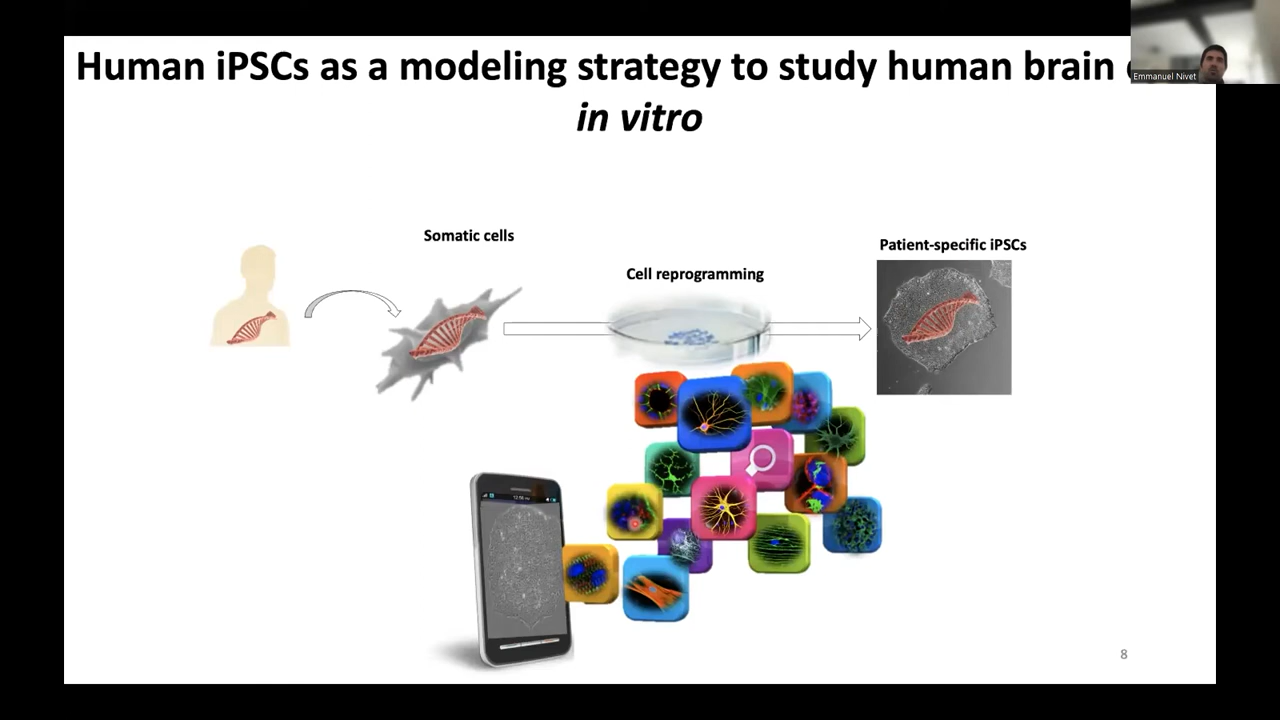 Human iPSCs as a modeling strategy to study human brain
in vitro
Emmanuel Nivet
Somatic cells
Patient-specific iPSCs
Cell reprogramming
8